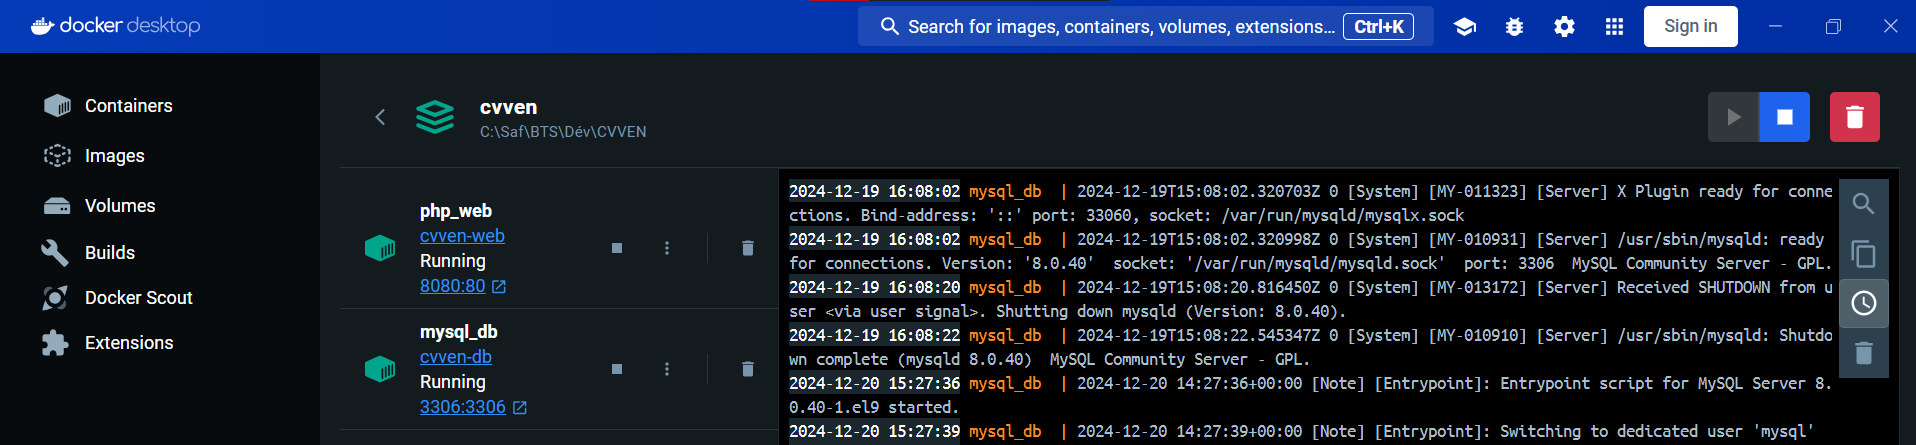 docker desktop
Search for images, containers, volumes, extensions... Ctrl+K
Sign in
Containers
Images
Volumes
Builds
Docker Scout
Extensions
cvven
C:\Saf\BTS\Dév\CVVEN
php_web
cvven-web
Running
8080:80
mysql_db
cvven-db
Running
3306:3306
2024-12-19 16:08:02 mysql_db | 2024-12-19T15:08:02.320703Z 0 [System] [MY-011323] [Server] X Plugin ready for conne
ctions. Bind-address: '::' port: 33060, socket: /var/run/mysqld/mysqlx.sock
2024-12-19 16:08:02 mysql_db | 2024-12-19T15:08:02.320998Z 0 [System] [MY-010931] [Server] /usr/sbin/mysqld: ready
for connections. Version: '8.0.40'  socket: '/var/run/mysqld/mysqld.sock'  port: 3306  MySQL Community Server - GPL.
2024-12-19 16:08:20 mysql_db | 2024-12-19T15:08:20.816450Z 0 [System] [MY-013172] [Server] Received SHUTDOWN from u
ser <via user signal>. Shutting down mysqld (Version: 8.0.40).
2024-12-19 16:08:22 mysql_db | 2024-12-19T15:08:22.545347Z 0 [System] [MY-010910] [Server] /usr/sbin/mysqld: Shutdo
wn complete (mysqld 8.0.40)  MySQL Community Server - GPL.
2024-12-20 15:27:36 mysql_db | 2024-12-20 14:27:36+00:00 [Note] [Entrypoint]: Entrypoint script for MySQL Server 8.
0.40-1.el9 started.
2024-12-20 15:27:39 mysql_db | 2024-12-20 14:27:39+00:00 [Note] [Entrypoint]: Switching to dedicated user 'mysql'